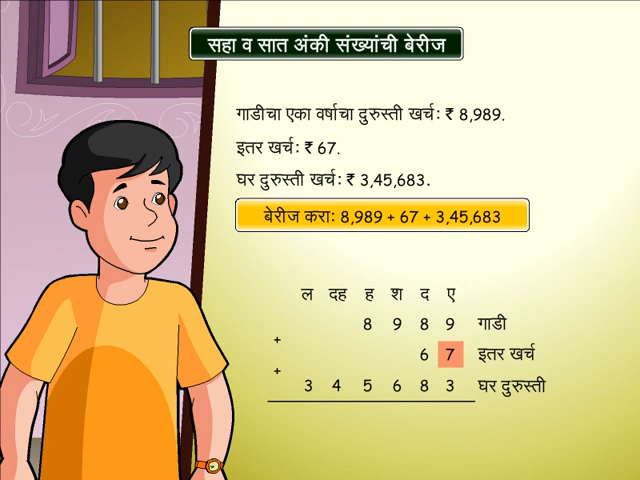 सहा व सात अंकी संख्यांची बेरीज
गाडीचा एका वर्षाचा दुरुस्ती खर्च: ₹ 8,989.
इतर खर्च: ₹ 67.
घर दुरुस्ती खर्च: ₹ 3,45,683.
बेरीज करा: 8,989 + 67 + 3,45,683
ल दह ह श द ए
8 9 8 9 गाडी
+
6 7 इतर खर्च
+
3 4 5 6 8 3 घर दुरुस्ती